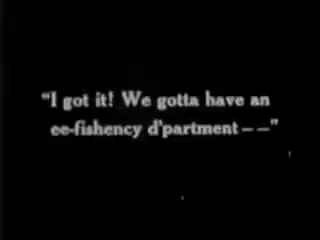 “I got it! We gotta have an
ee-fishency d'partment——”